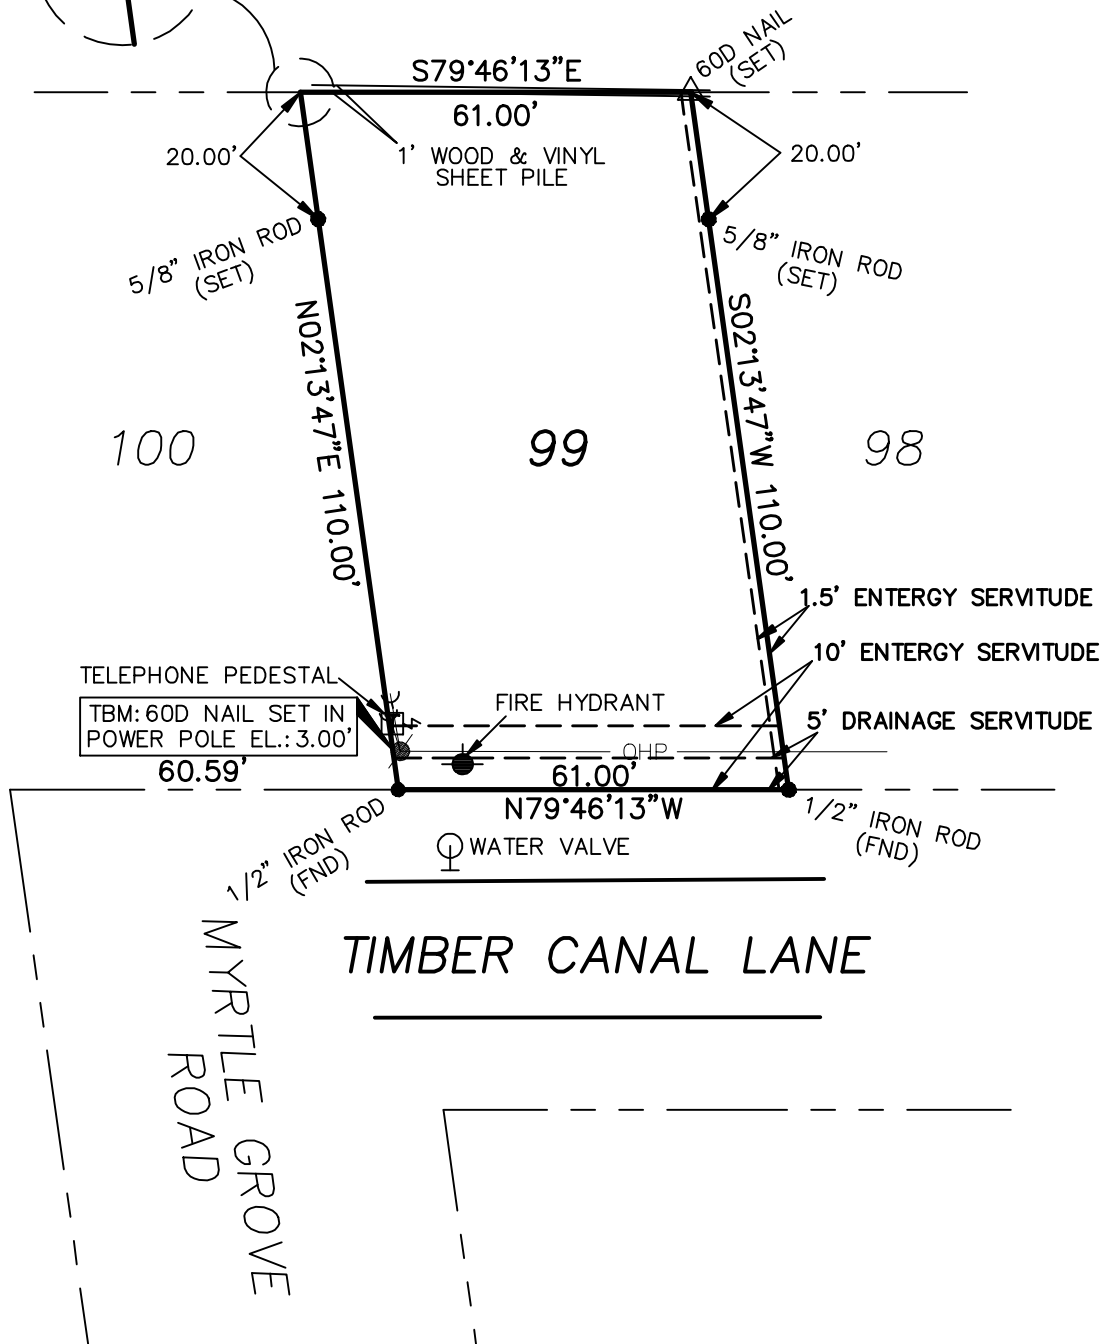 60D NAIL
(SET)
S79°46'13"E
61.00'
20.00'
1' WOOD & VINYL
SHEET PILE
20.00'
5/8" IRON ROD
(SET)
5/8" IRON ROD
(SET)
N02°13'47"E 110.00'
S02°13'47"W 110.00'
100
99
98
1.5' ENTERGY SERVITUDE
10' ENTERGY SERVITUDE
TELEPHONE PEDESTAL
FIRE HYDRANT
5' DRAINAGE SERVITUDE
TBM: 60D NAIL SET IN
POWER POLE EL.: 3.00'
OHP
60.59'
61.00'
N79°46'13"W
1/2" IRON ROD
(FND)
1/2" IRON ROD
(FND)
WATER VALVE
TIMBER CANAL LANE
MYRTLE GROVE
ROAD